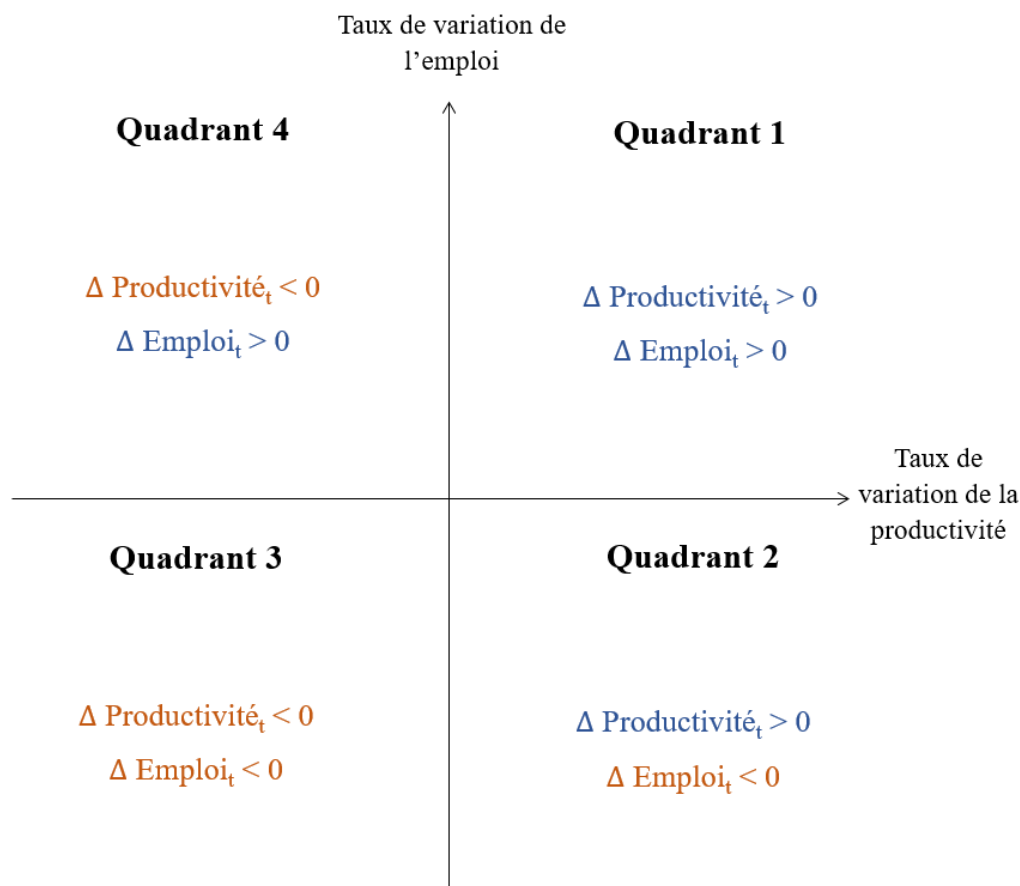 Taux de variation de
l’emploi
Quadrant 4
Quadrant 1
Δ Productivitéₜ < 0
Δ Emploiₜ > 0
Δ Productivitéₜ > 0
Δ Emploiₜ > 0
Taux de
variation de la
productivité
Quadrant 3
Quadrant 2
Δ Productivitéₜ < 0
Δ Emploiₜ < 0
Δ Productivitéₜ > 0
Δ Emploiₜ < 0